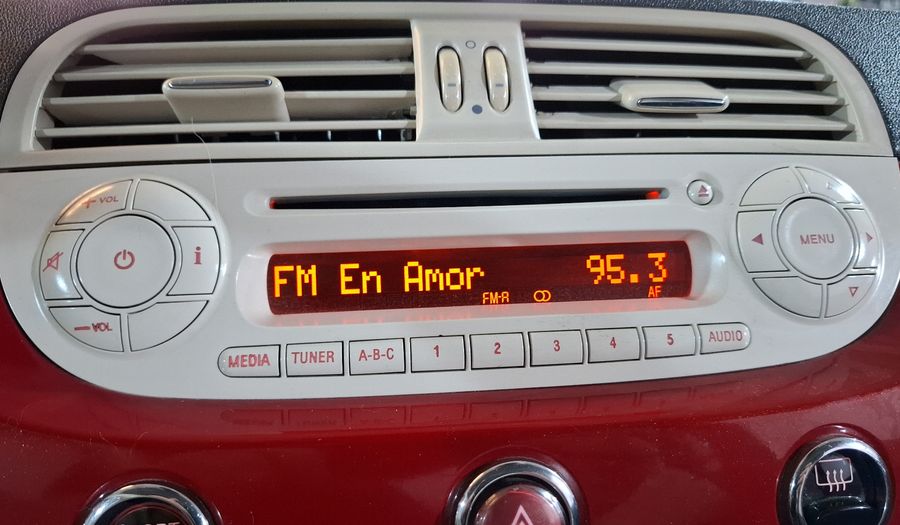 VOL
i
MENU
VOL
FM En Amor 95.3
FM-A AF
MEDIA TUNER A-B-C 1 2 3 4 5 AUDIO